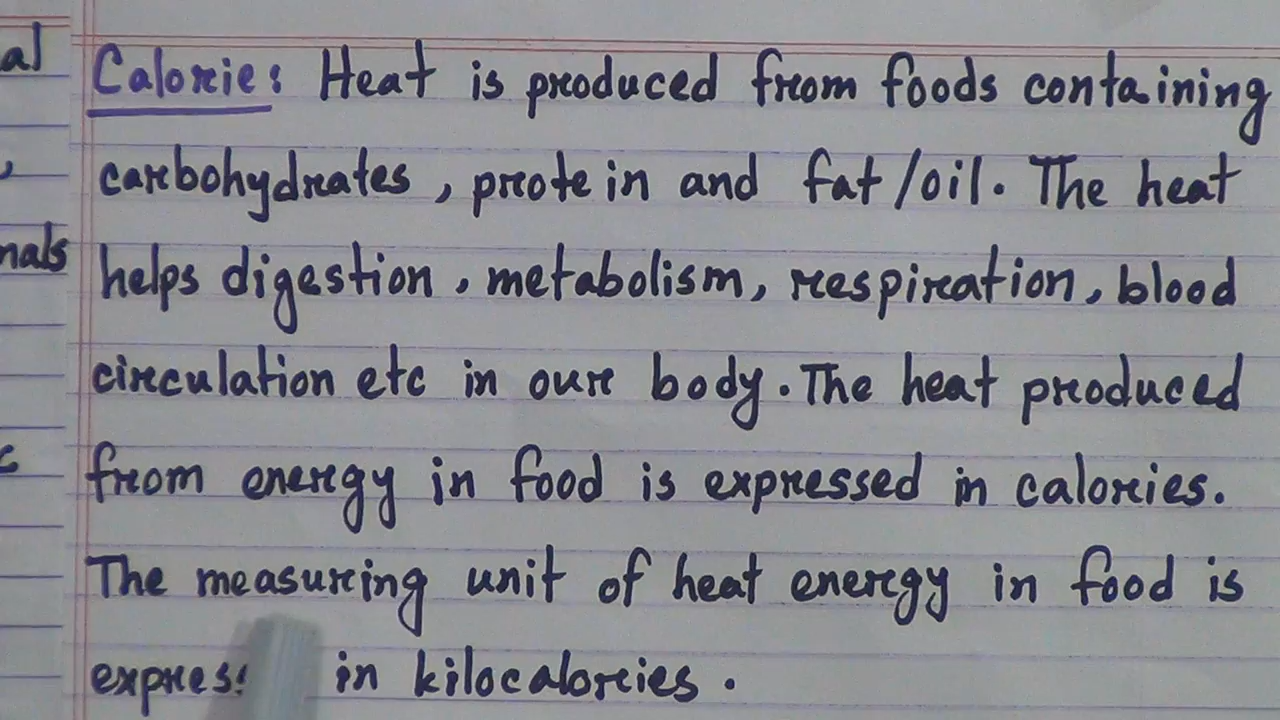 al
Calorie: Heat is produced from foods containing
carbohydrates, protein and fat/oil. The heat
nals
helps digestion, metabolism, respiration, blood
circulation etc in our body. The heat produced
from energy in food is expressed in calories.
The measuring unit of heat energy in food is
in kilocalories.